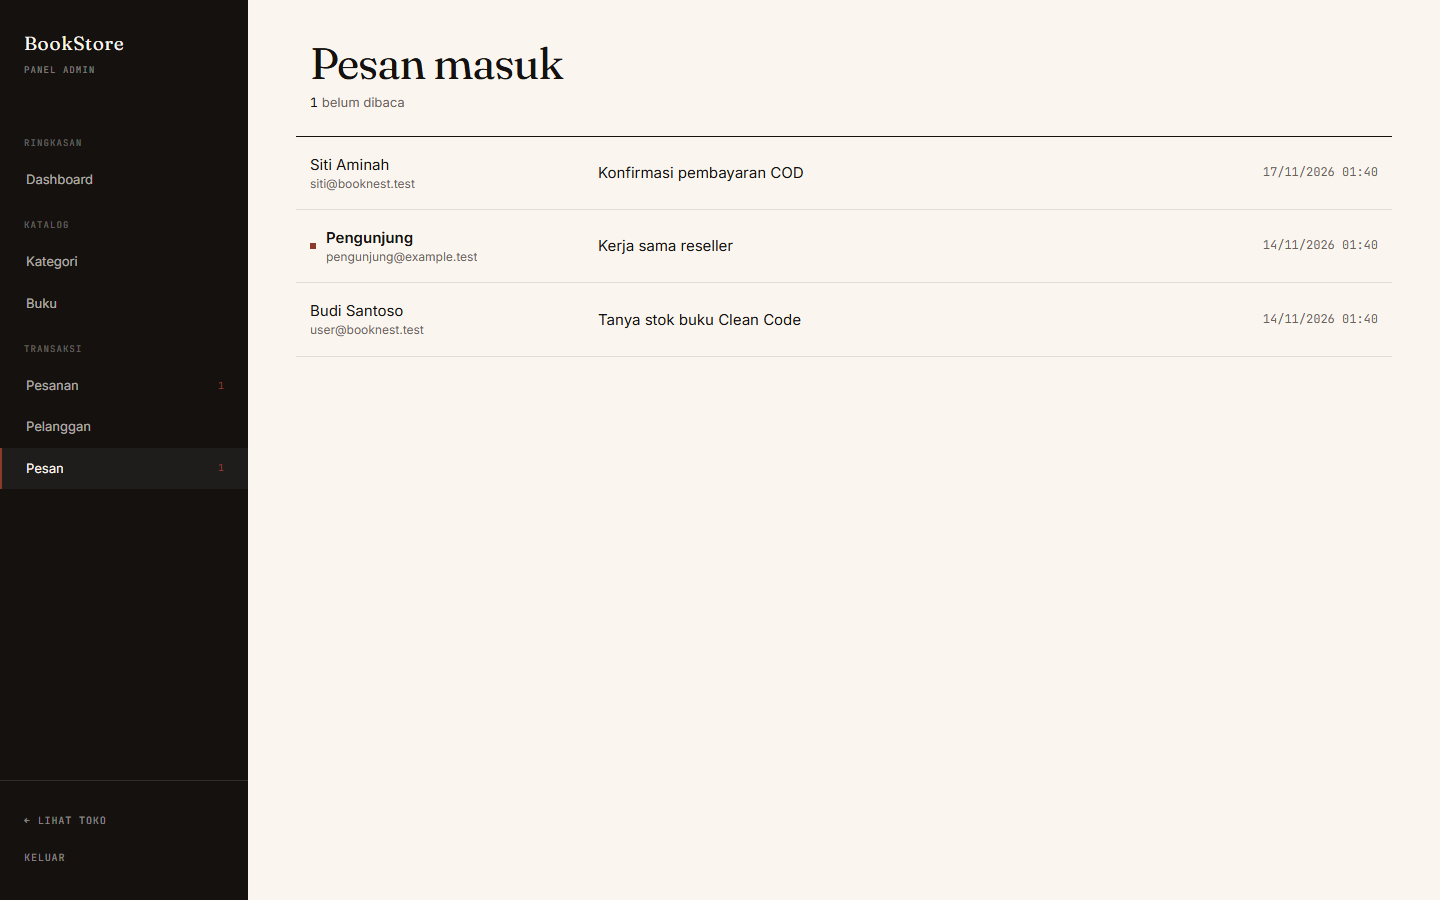 BookStore
PANEL ADMIN
RINGKASAN
Dashboard
KATALOG
Kategori
Buku
TRANSAKSI
Pesanan 1
Pelanggan
Pesan 1
← LIHAT TOKO
KELUAR
Pesan masuk
1 belum dibaca
Siti Aminah
siti@booknest.test
Konfirmasi pembayaran COD
17/11/2026 01:40
Pengunjung
pengunjung@example.test
Kerja sama reseller
14/11/2026 01:40
Budi Santoso
user@booknest.test
Tanya stok buku Clean Code
14/11/2026 01:40